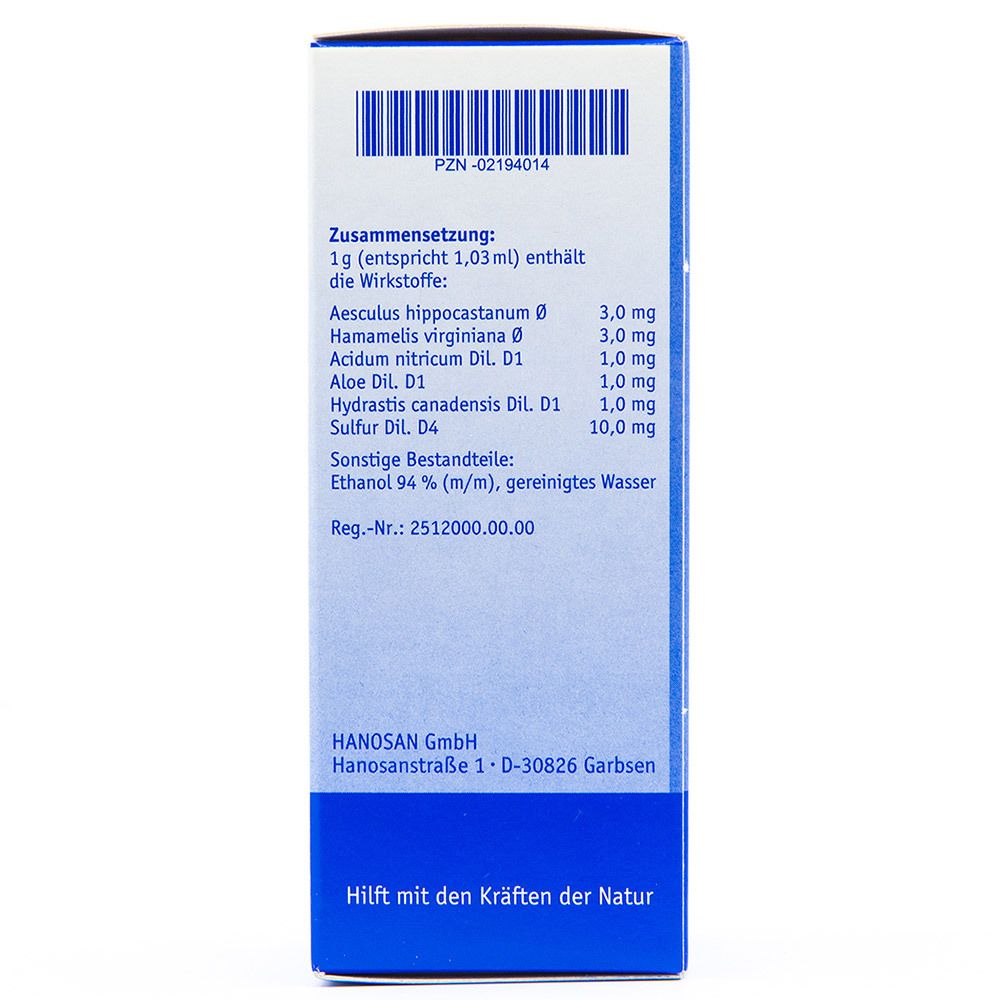 PZN -02194014
Zusammensetzung:
1 g (entspricht 1,03 ml) enthält
die Wirkstoffe:
Aesculus hippocastanum Ø 3,0 mg
Hamamelis virginiana Ø 3,0 mg
Acidum nitricum Dil. D1 1,0 mg
Aloe Dil. D1 1,0 mg
Hydrastis canadensis Dil. D1 1,0 mg
Sulfur Dil. D4 10,0 mg
Sonstige Bestandteile:
Ethanol 94 % (m/m), gereinigtes Wasser
Reg.-Nr.: 2512000.00.00
HANOSAN GmbH
Hanosanstraße 1 · D-30826 Garbsen
Hilft mit den Kräften der Natur